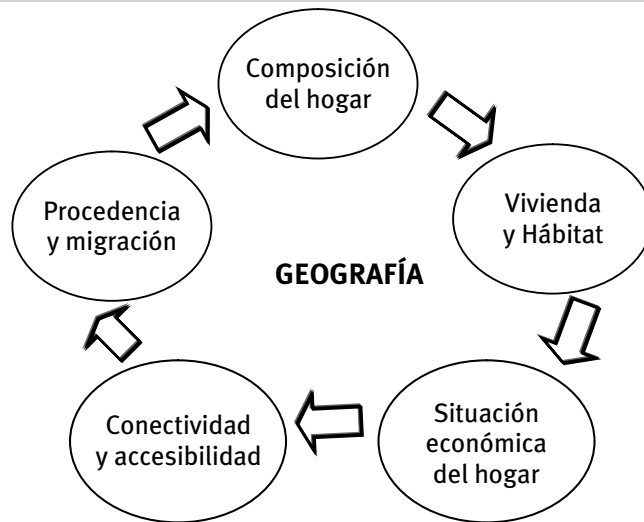 Composición
del hogar
Vivienda
y Hábitat
Situación
económica
del hogar
Conectividad
y accesibilidad
Procedencia
y migración
GEOGRAFÍA